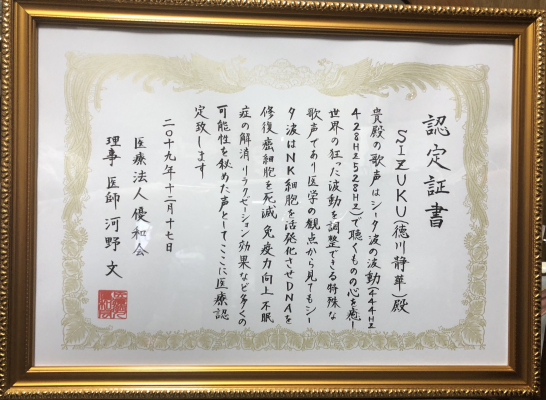 認定証書
SIZUKU(徳川静華)殿
貴殿の歌声はシータ波の波動(444HZ
428HZ528HZ)で聴くものの心を癒し
世界の狂った波動を調整できる特殊な
歌声であり医学の観点から見てもシー
タ波はNK細胞を活発化させDNAを
修復癌細胞を死滅 免疫力向上不眠
症の解消リラクゼーション効果など多くの
可能性を秘めた声としてここに医療認
定致します
二〇十九年十二月十七日
医療法人優和会
理事 医師 河野 文